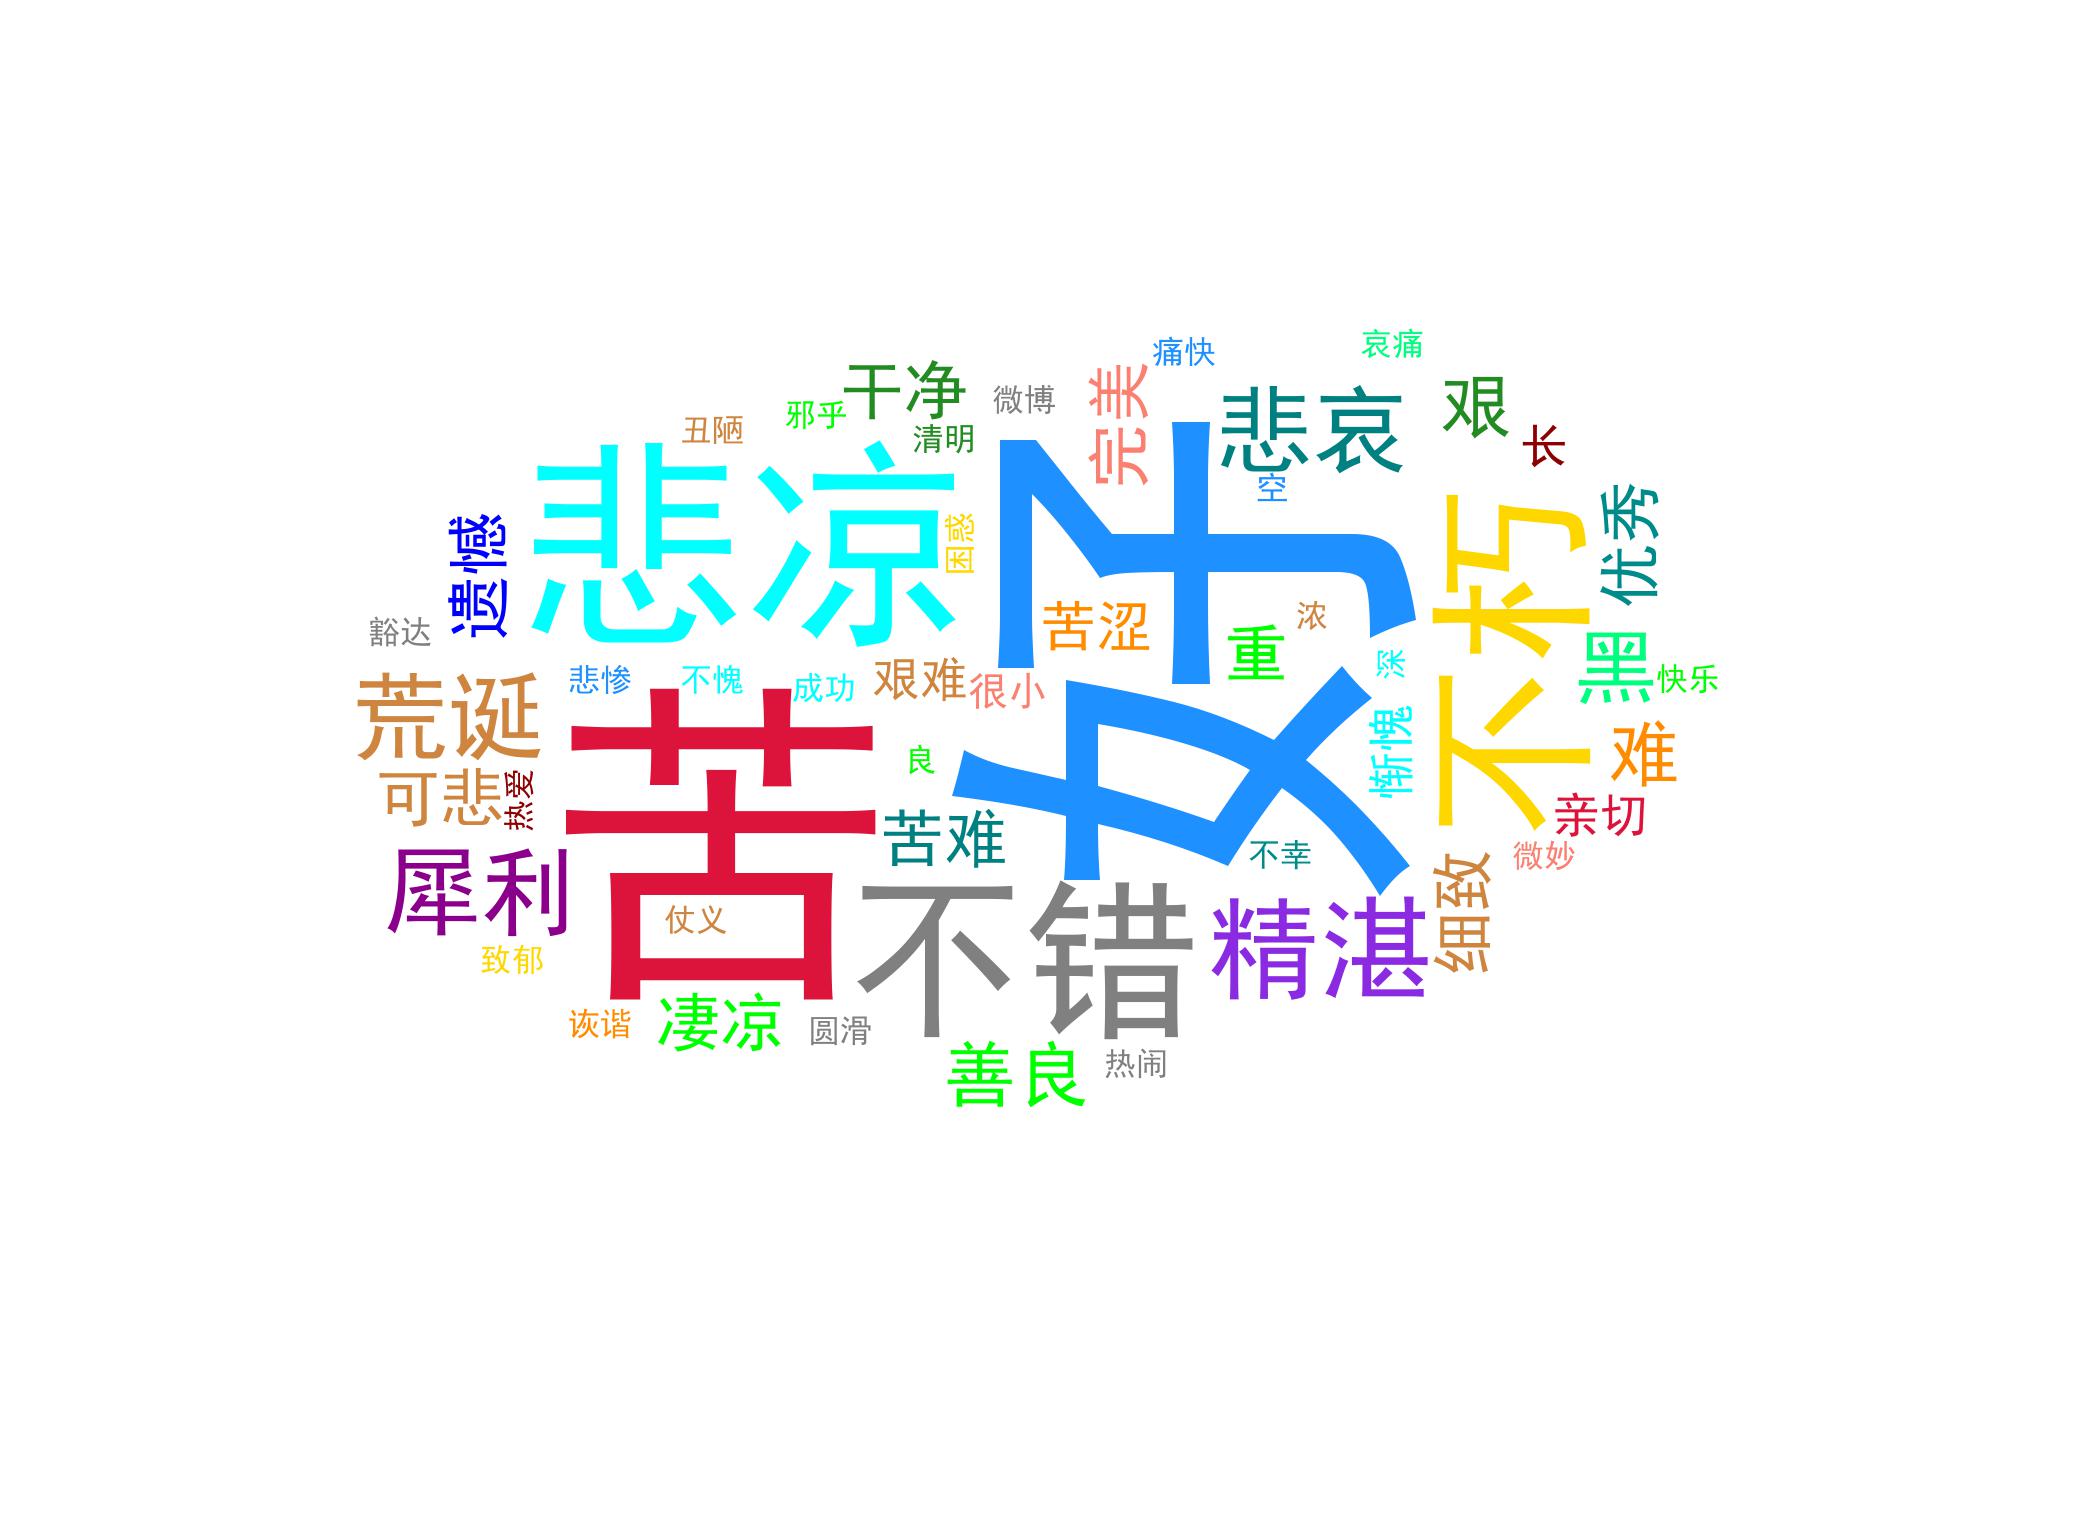 哀痛
痛快
干净
微博
完美
悲哀
艰
邪乎
丑陋
清明
长
悲凉
好
空
困惑
不朽
优秀
遗憾
苦涩
浓
重
豁达
黑
快乐
悲惨
不愧
成功
艰难
很小
深
荒诞
苦
良
惭愧
难
可悲
热爱
苦难
亲切
犀利
不幸
微妙
细致
仗义
不错
精湛
致郁
诙谐
凄凉
圆滑
善良
热闹